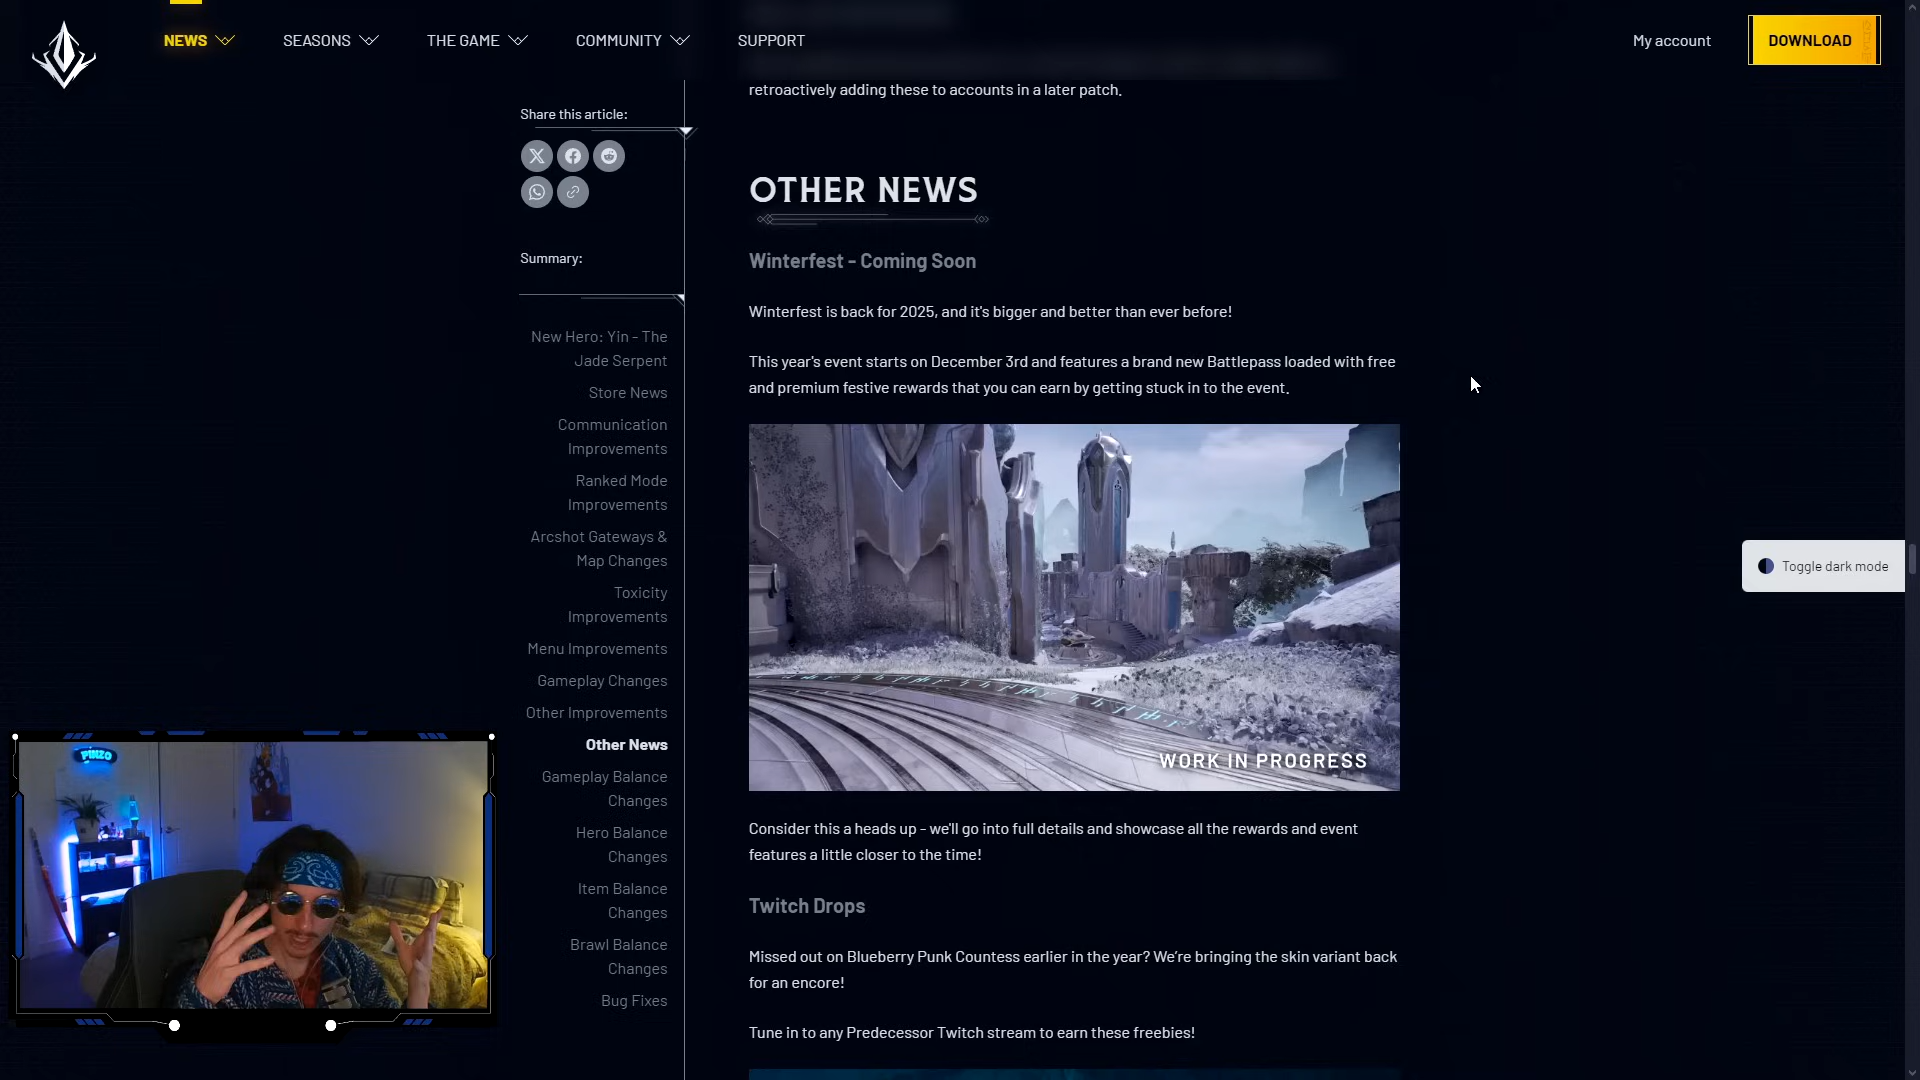 NEWS
SEASONS
THE GAME
COMMUNITY
SUPPORT
My account
DOWNLOAD
Share this article:
Summary:
New Hero: Yin - The
Jade Serpent
Store News
Communication
Improvements
Ranked Mode
Improvements
Arcshot Gateways &
Map Changes
Toxicity
Improvements
Menu Improvements
Gameplay Changes
Other Improvements
Other News
Gameplay Balance
Changes
Hero Balance
Changes
Item Balance
Changes
Brawl Balance
Changes
Bug Fixes
retroactively adding these to accounts in a later patch.
OTHER NEWS
Winterfest - Coming Soon
Winterfest is back for 2025, and it's bigger and better than ever before!
This year's event starts on December 3rd and features a brand new Battlepass loaded with free
and premium festive rewards that you can earn by getting stuck in to the event.
WORK IN PROGRESS
Consider this a heads up - we'll go into full details and showcase all the rewards and event
features a little closer to the time!
Twitch Drops
Missed out on Blueberry Punk Countess earlier in the year? We’re bringing the skin variant back
for an encore!
Tune in to any Predecessor Twitch stream to earn these freebies!
Toggle dark mode
PINZO